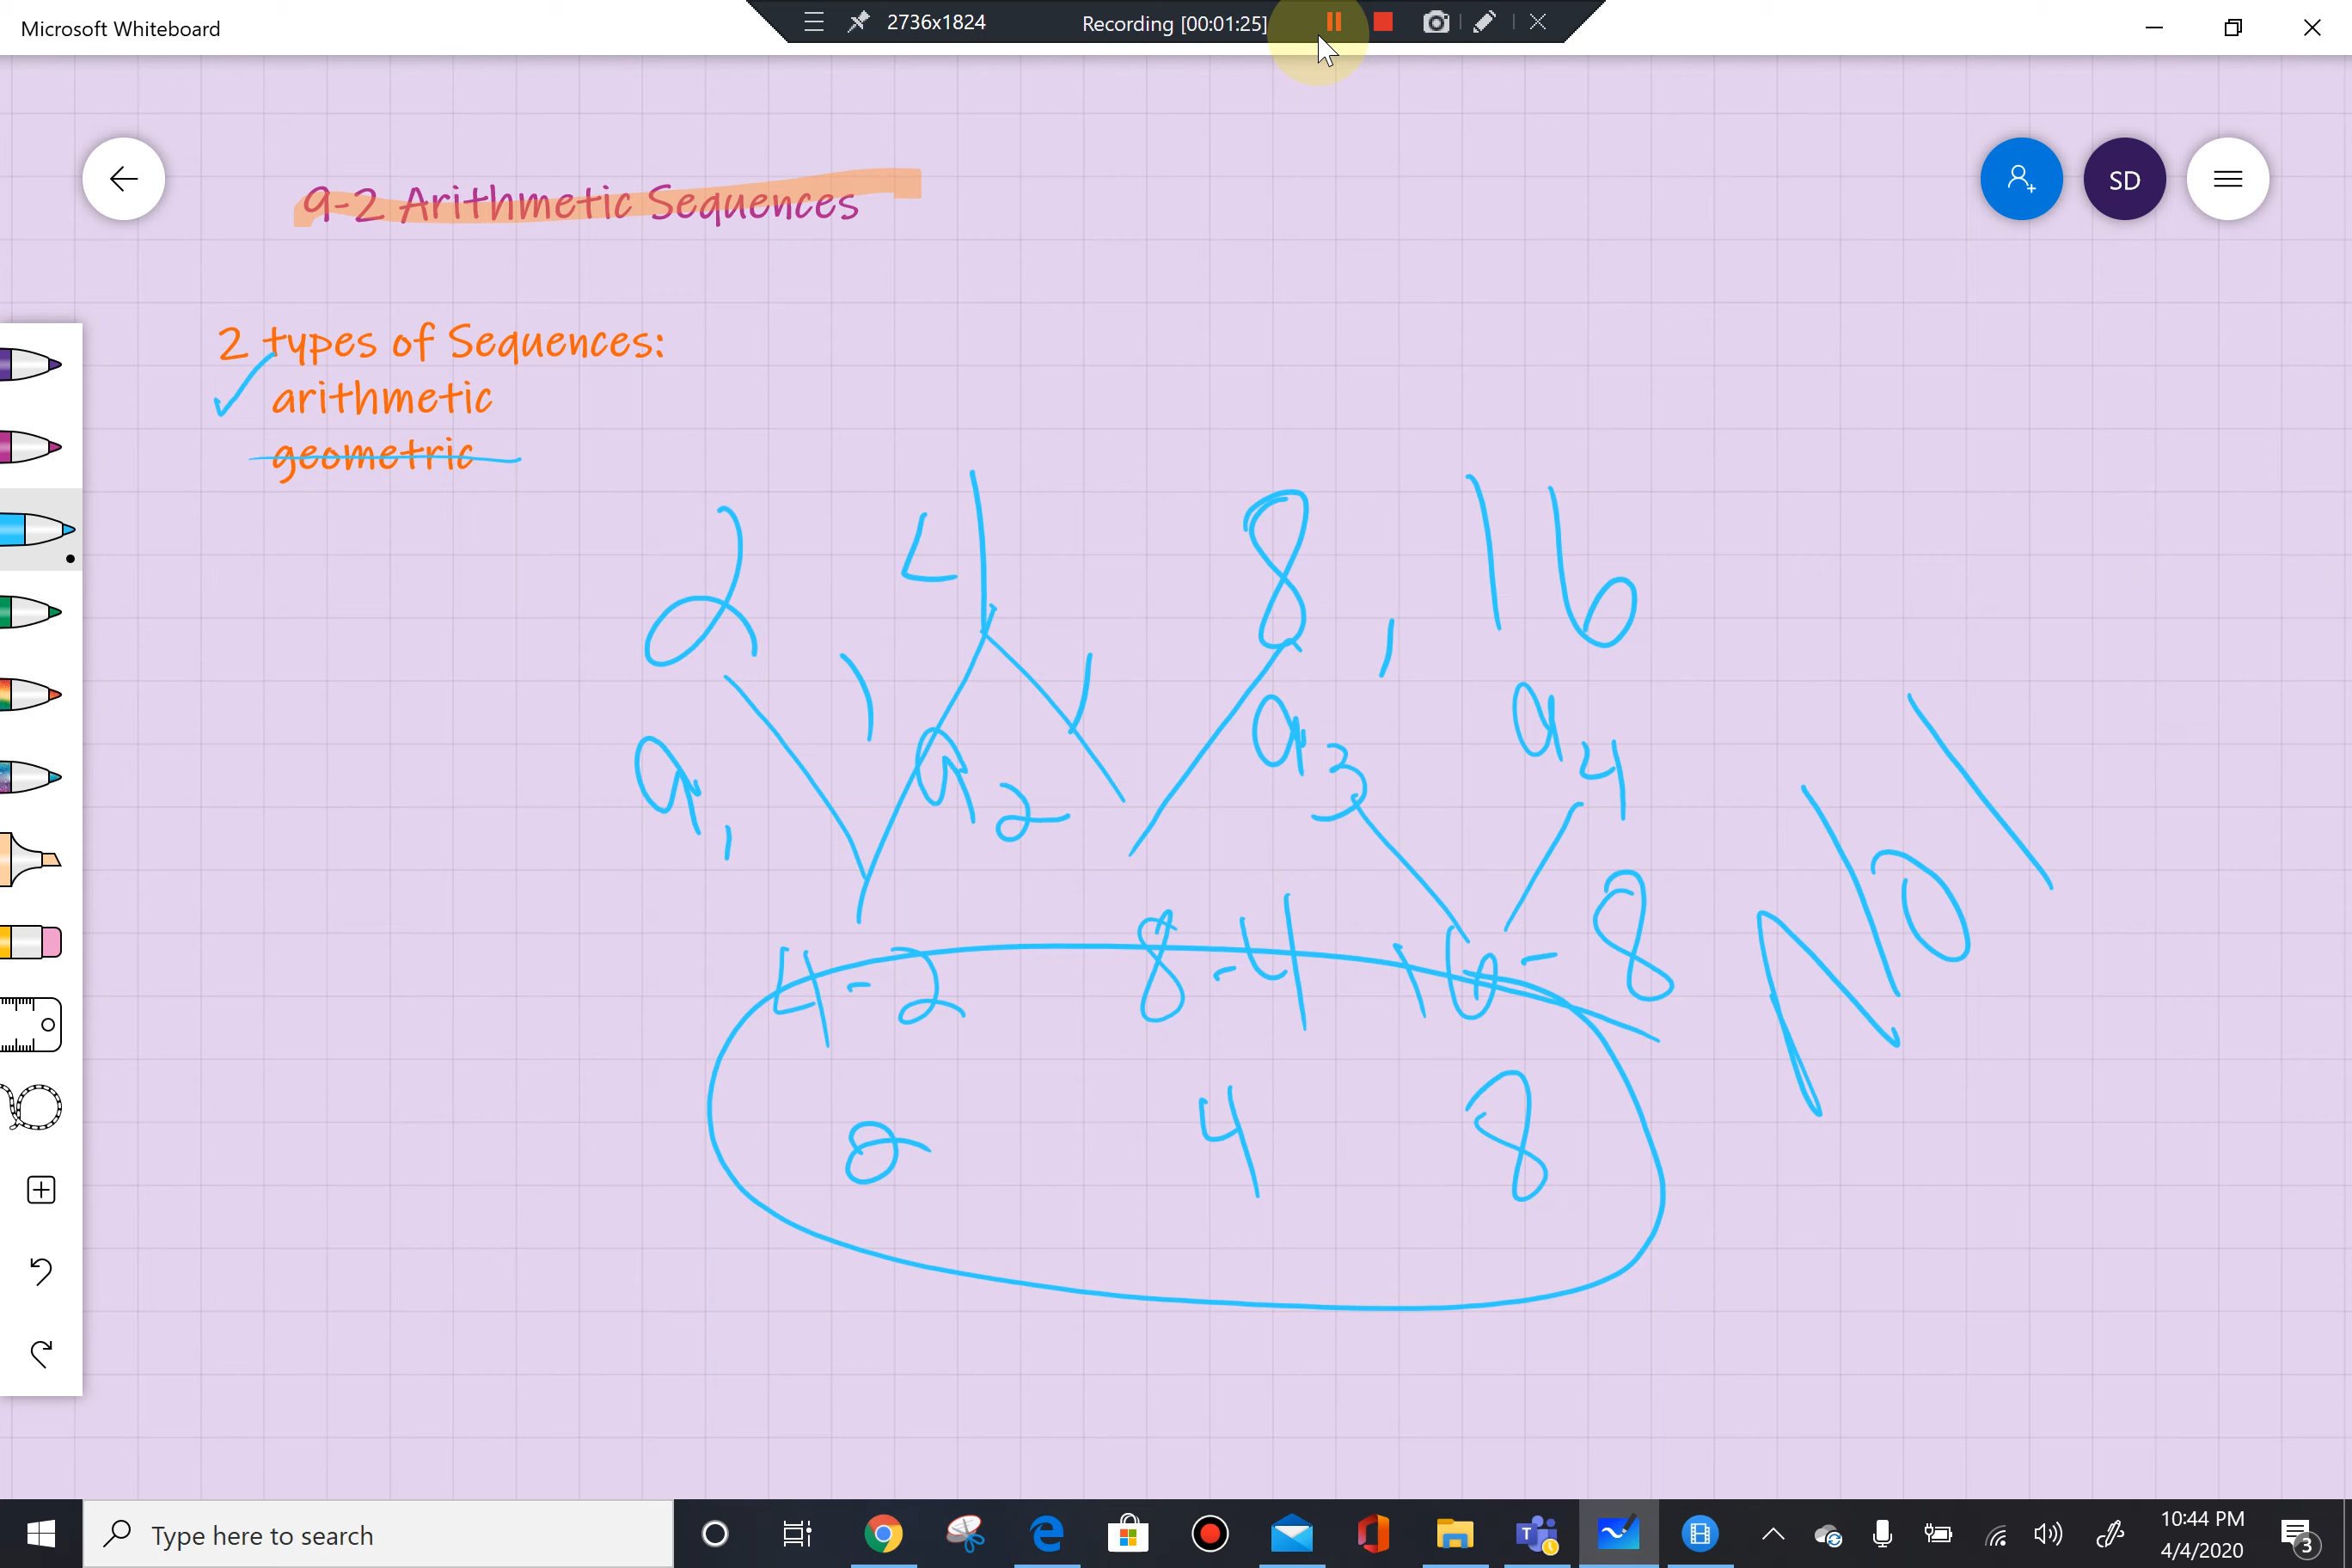 Microsoft Whiteboard
2736x1824 Recording [00:01:25]
SD
9-2 Arithmetic Sequences
2 types of Sequences:
arithmetic
geometric
2, 4, 8, 16
a1 a2 a3 a4
4-2 8-4 16-8
2 4 8
NO!
Type here to search
10:44 PM
4/4/2020
3